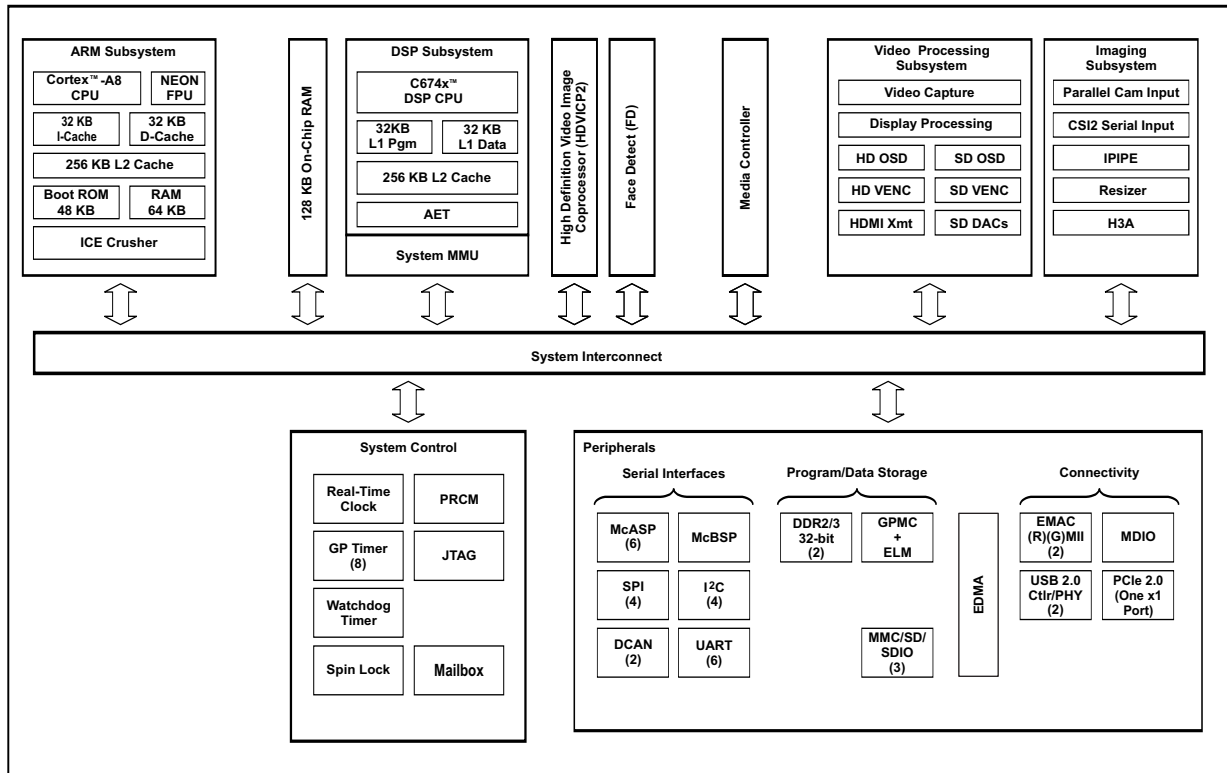 ARM Subsystem
Cortex™-A8
CPU
NEON
FPU
32 KB
I-Cache
32 KB
D-Cache
256 KB L2 Cache
Boot ROM
48 KB
RAM
64 KB
ICE Crusher
128 KB On-Chip RAM
DSP Subsystem
C674x™
DSP CPU
32KB
L1 Pgm
32 KB
L1 Data
256 KB L2 Cache
AET
System MMU
High Definition Video Image
Coprocessor (HDVICP2)
Face Detect (FD)
Media Controller
Video Processing
Subsystem
Video Capture
Display Processing
HD OSD
SD OSD
HD VENC
SD VENC
HDMI Xmt
SD DACs
Imaging
Subsystem
Parallel Cam Input
CSI2 Serial Input
IPIPE
Resizer
H3A
System Interconnect
System Control
Real-Time
Clock
PRCM
GP Timer
(8)
JTAG
Watchdog
Timer
Spin Lock
Mailbox
Peripherals
Serial Interfaces
McASP
(6)
McBSP
SPI
(4)
I²C
(4)
DCAN
(2)
UART
(6)
Program/Data Storage
DDR2/3
32-bit
(2)
GPMC
+
ELM
MMC/SD/
SDIO
(3)
EDMA
Connectivity
EMAC
(R)(G)MII
(2)
MDIO
USB 2.0
Ctlr/PHY
(2)
PCIe 2.0
(One x1
Port)